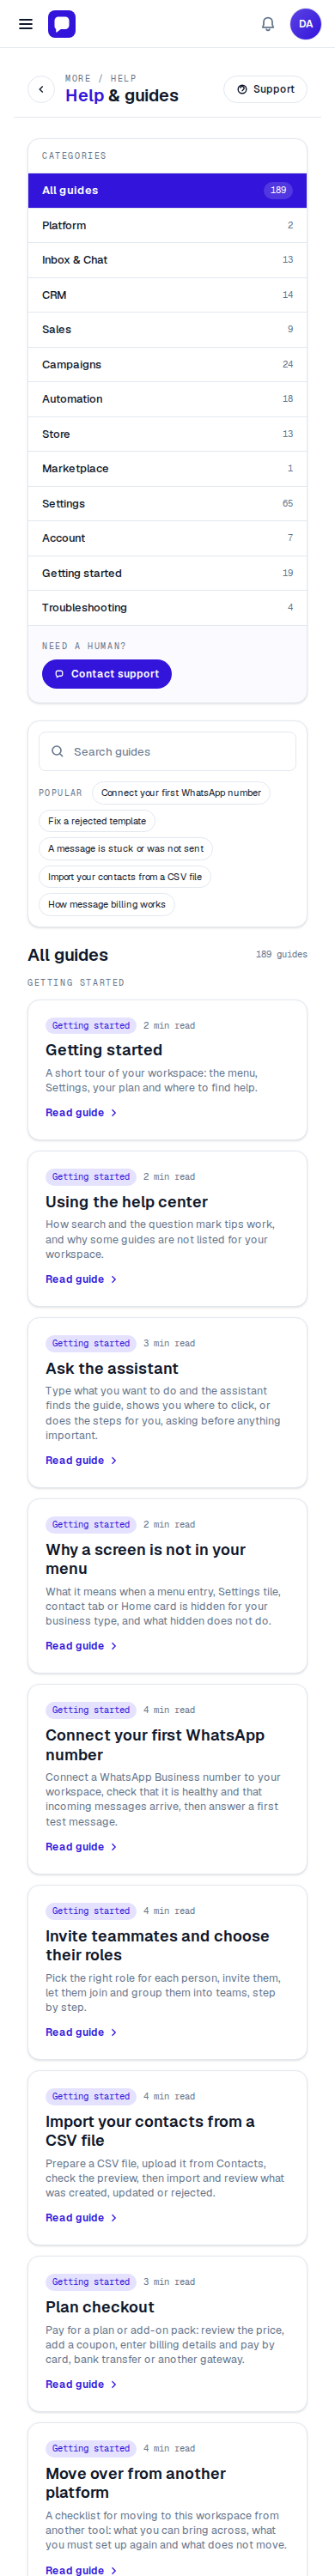 DA
MORE / HELP
Help & guides
Support
CATEGORIES
All guides 189
Platform 2
Inbox & Chat 13
CRM 14
Sales 9
Campaigns 24
Automation 18
Store 13
Marketplace 1
Settings 65
Account 7
Getting started 19
Troubleshooting 4
NEED A HUMAN?
Contact support
Search guides
POPULAR Connect your first WhatsApp number
Fix a rejected template
A message is stuck or was not sent
Import your contacts from a CSV file
How message billing works
All guides 189 guides
GETTING STARTED
Getting started 2 min read
Getting started
A short tour of your workspace: the menu,
Settings, your plan and where to find help.
Read guide
Getting started 2 min read
Using the help center
How search and the question mark tips work,
and why some guides are not listed for your
workspace.
Read guide
Getting started 3 min read
Ask the assistant
Type what you want to do and the assistant
finds the guide, shows you where to click, or
does the steps for you, asking before anything
important.
Read guide
Getting started 2 min read
Why a screen is not in your
menu
What it means when a menu entry, Settings tile,
contact tab or Home card is hidden for your
business type, and what hidden does not do.
Read guide
Getting started 4 min read
Connect your first WhatsApp
number
Connect a WhatsApp Business number to your
workspace, check that it is healthy and that
incoming messages arrive, then answer a first
test message.
Read guide
Getting started 4 min read
Invite teammates and choose
their roles
Pick the right role for each person, invite them,
let them join and group them into teams, step
by step.
Read guide
Getting started 4 min read
Import your contacts from a
CSV file
Prepare a CSV file, upload it from Contacts,
check the preview, then import and review what
was created, updated or rejected.
Read guide
Getting started 3 min read
Plan checkout
Pay for a plan or add-on pack: review the price,
add a coupon, enter billing details and pay by
card, bank transfer or another gateway.
Read guide
Getting started 4 min read
Move over from another
platform
A checklist for moving to this workspace from
another tool: what you can bring across, what
you must set up again and what does not move.
Read guide